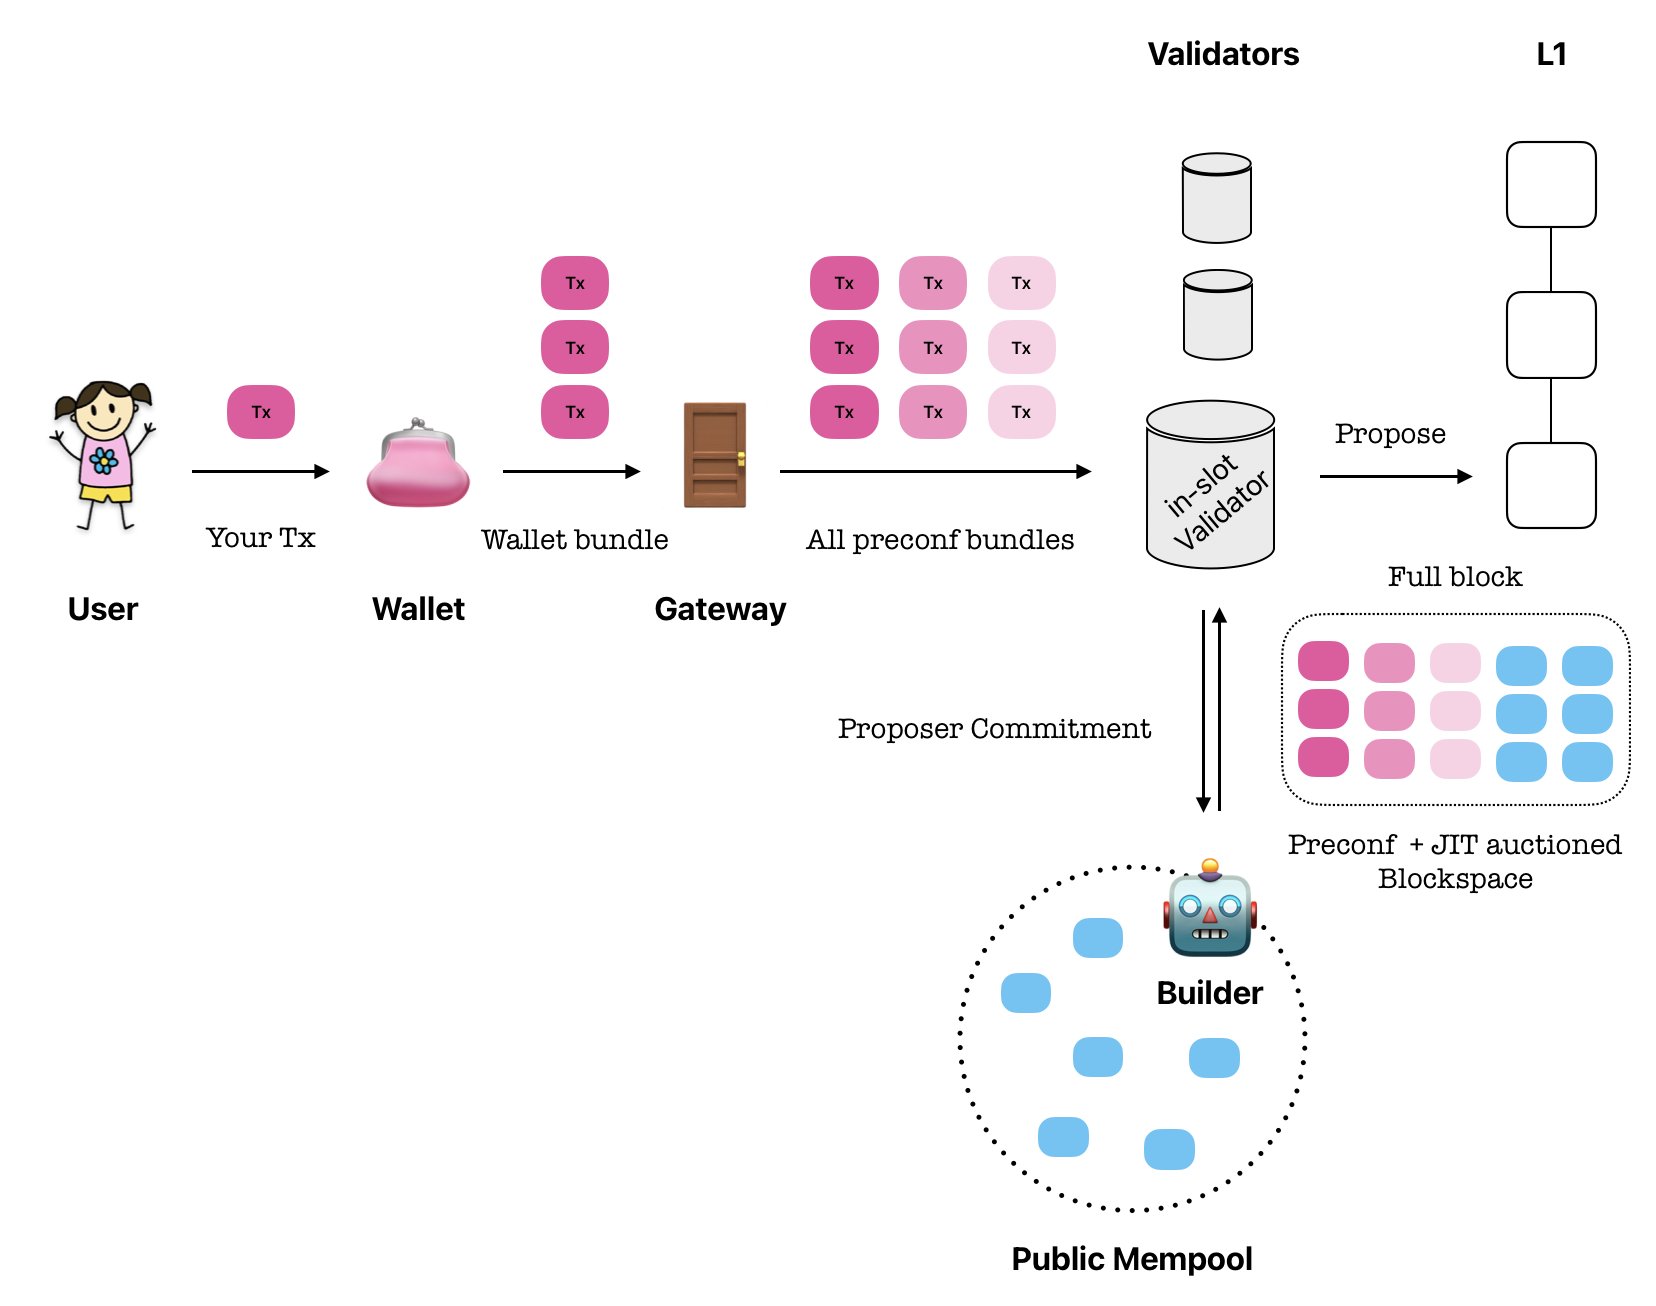 Validators
L1
Tx
Tx Tx Tx
Tx
Tx Tx Tx
Tx
Tx
Tx Tx Tx
Propose
in-slot
Validator
Your Tx
Wallet bundle
All preconf bundles
Full block
User
Wallet
Gateway
Proposer Commitment
Preconf + JIT auctioned
Blockspace
Builder
Public Mempool